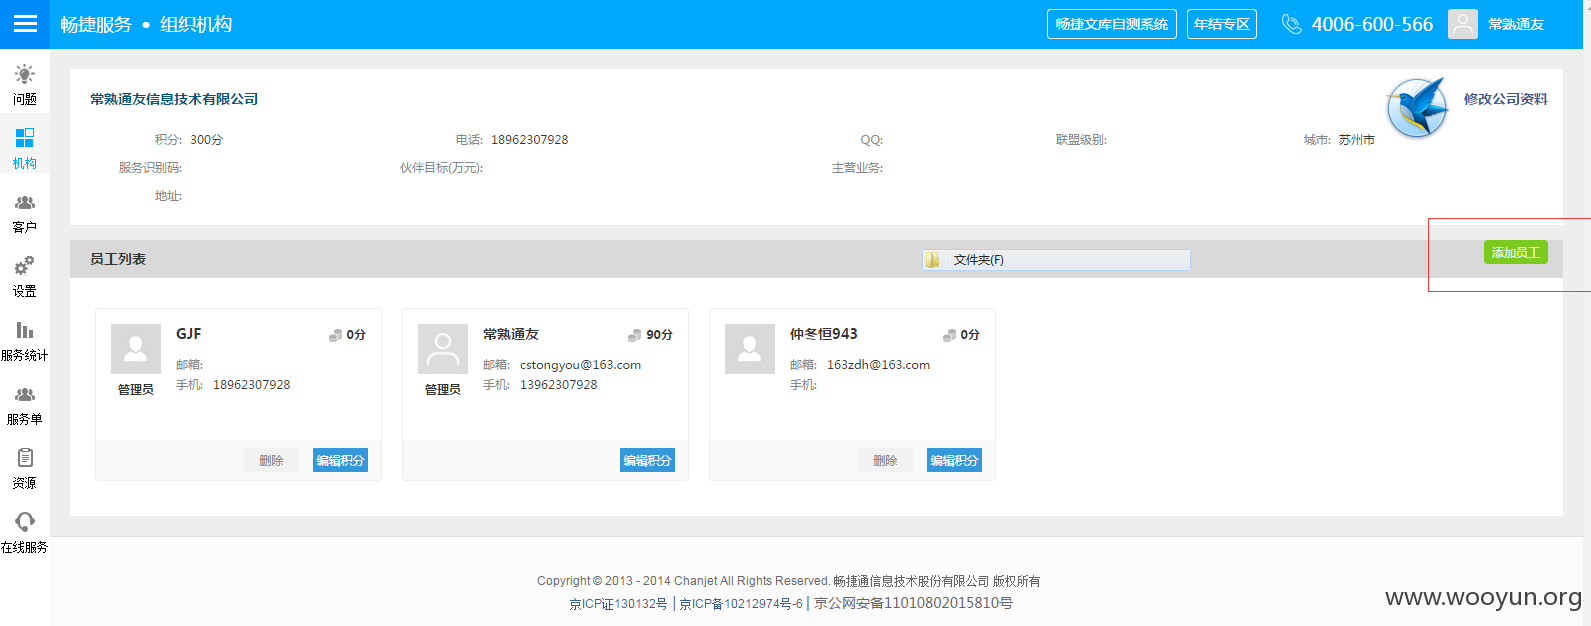 畅捷服务 • 组织机构
畅捷文库自测系统
年结专区
4006-600-566
常熟通友
问题
机构
客户
设置
服务统计
服务单
资源
在线服务
常熟通友信息技术有限公司
修改公司资料
积分: 300分
电话: 18962307928
QQ:
联盟级别:
城市: 苏州市
服务识别码:
伙伴目标(万元):
主营业务:
地址:
员工列表
文件夹(F)
添加员工
GJF
0分
邮箱:
手机: 18962307928
管理员
删除
编辑积分
常熟通友
90分
邮箱: cstongyou@163.com
手机: 13962307928
管理员
编辑积分
仲冬恒943
0分
邮箱: 163zdh@163.com
手机:
删除
编辑积分
Copyright © 2013 - 2014 Chanjet All Rights Reserved. 畅捷通信息技术股份有限公司 版权所有
京ICP证130132号 | 京ICP备10212974号-6 | 京公网安备11010802015810号
www.wooyun.org